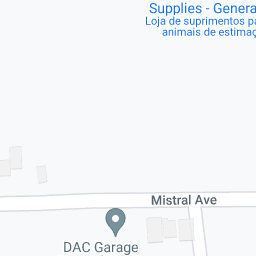 Supplies - Genera
Loja de suprimentos pa
animais de estimaç
Mistral Ave
DAC Garage